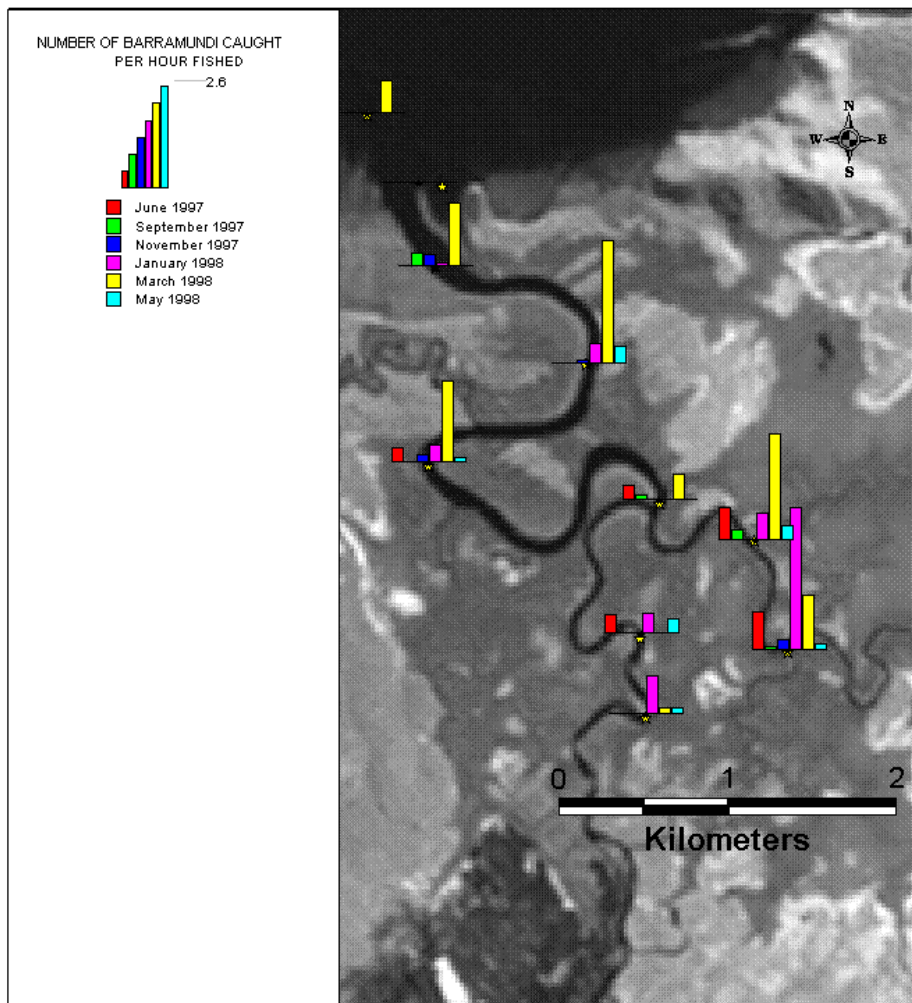 NUMBER OF BARRAMUNDI CAUGHT
PER HOUR FISHED
2.6
June 1997
September 1997
November 1997
January 1998
March 1998
May 1998
N
W E
S
0 1 2
Kilometers